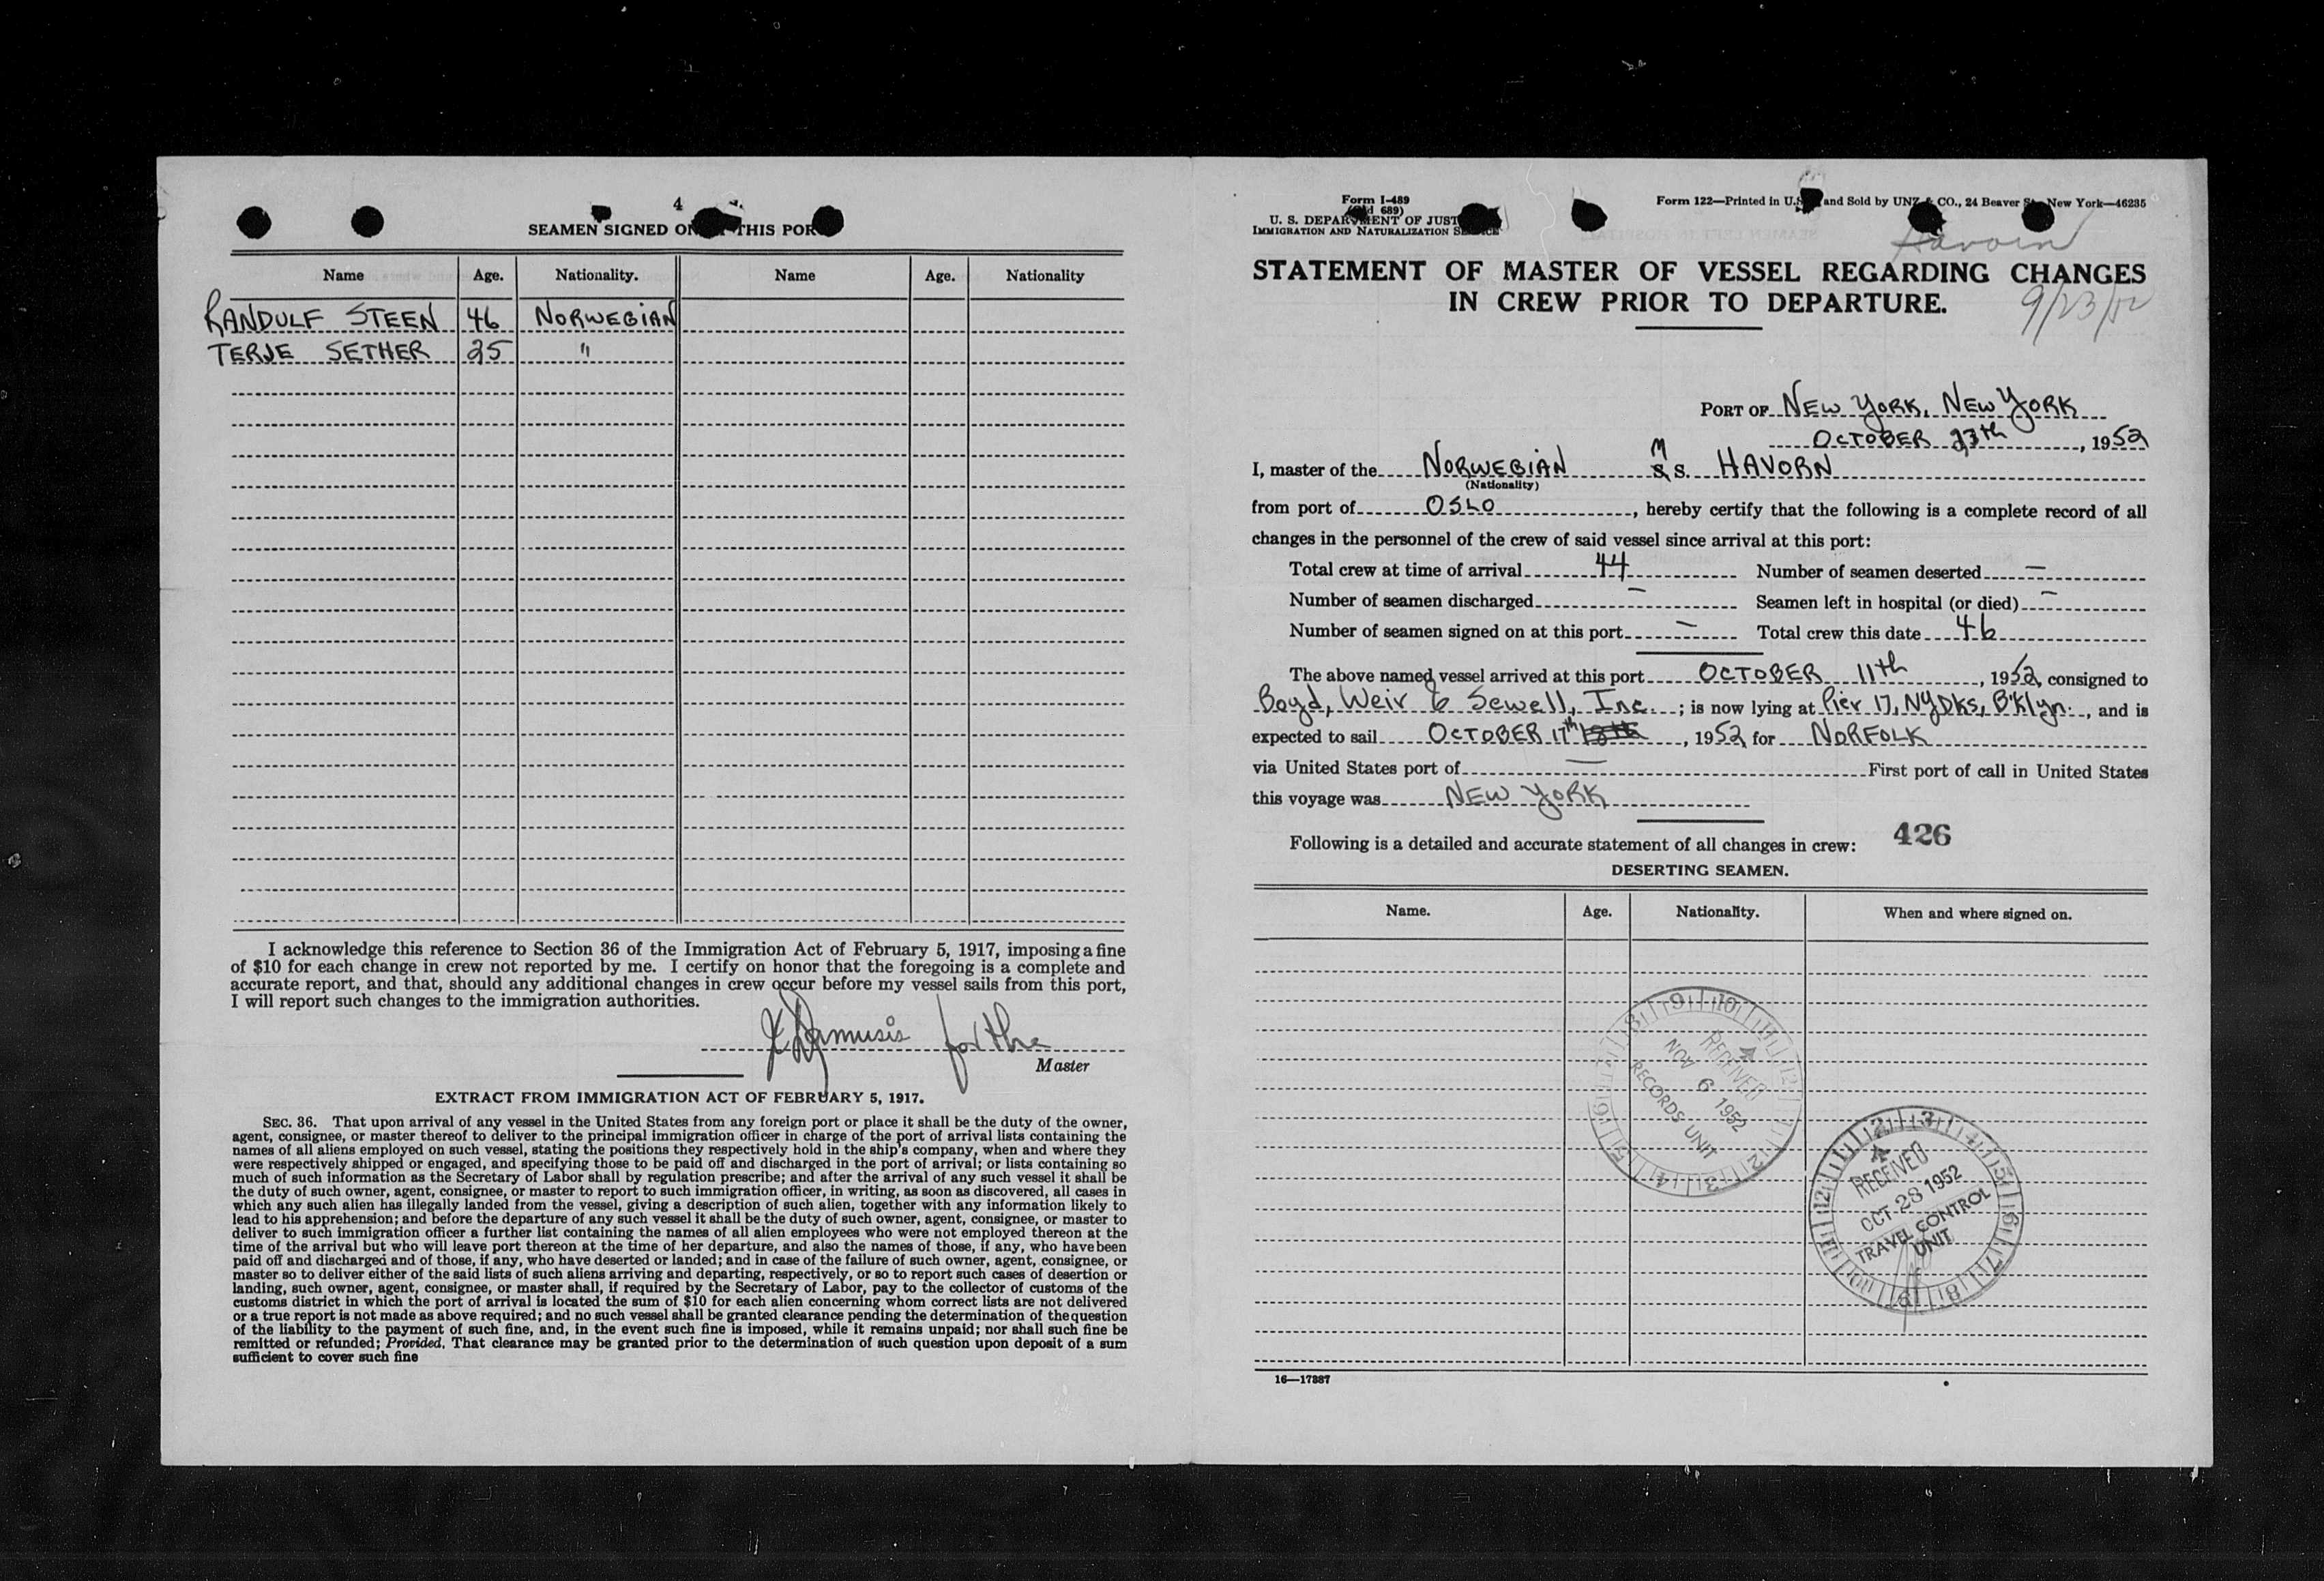 4
SEAMEN SIGNED ON THIS POR
Name Age. Nationality. Name Age. Nationality
RANDULF STEEN 46 NORWEGIAN
TERJE SETHER 25 "
I acknowledge this reference to Section 36 of the Immigration Act of February 5, 1917, imposing a fine
of $10 for each change in crew not reported by me. I certify on honor that the foregoing is a complete and
accurate report, and that, should any additional changes in crew occur before my vessel sails from this port,
I will report such changes to the immigration authorities.
for the
Master
EXTRACT FROM IMMIGRATION ACT OF FEBRUARY 5, 1917.
SEC. 36. That upon arrival of any vessel in the United States from any foreign port or place it shall be the duty of the owner,
agent, consignee, or master thereof to deliver to the principal immigration officer in charge of the port of arrival lists containing the
names of all aliens employed on such vessel, stating the positions they respectively hold in the ship's company, when and where they
were respectively shipped or engaged, and specifying those to be paid off and discharged in the port of arrival; or lists containing so
much of such information as the Secretary of Labor shall by regulation prescribe; and after the arrival of any such vessel it shall be
the duty of such owner, agent, consignee, or master to report to such immigration officer, in writing, as soon as discovered, all cases in
which any such alien has illegally landed from the vessel, giving a description of such alien, together with any information likely to
lead to his apprehension; and before the departure of any such vessel it shall be the duty of such owner, agent, consignee, or master to
deliver to such immigration officer a further list containing the names of all alien employees who were not employed thereon at the
time of the arrival but who will leave port thereon at the time of her departure, and also the names of those, if any, who have been
paid off and discharged and of those, if any, who have deserted or landed; and in case of the failure of such owner, agent, consignee, or
master so to deliver either of the said lists of such aliens arriving and departing, respectively, or so to report such cases of desertion or
landing, such owner, agent, consignee, or master shall, if required by the Secretary of Labor, pay to the collector of customs of the
customs district in which the port of arrival is located the sum of $10 for each alien concerning whom correct lists are not delivered
or a true report is not made as above required; and no such vessel shall be granted clearance pending the determination of the question
of the liability to the payment of such fine, and, in the event such fine is imposed, while it remains unpaid; nor shall such fine be
remitted or refunded; Provided, That clearance may be granted prior to the determination of such question upon deposit of a sum
sufficient to cover such fine
Form I-489
(Old 689)
U. S. DEPARTMENT OF JUST
IMMIGRATION AND NATURALIZATION SERVICE
Form 122—Printed in U.S. and Sold by UNZ & CO., 24 Beaver St. New York—46235
Havorn
STATEMENT OF MASTER OF VESSEL REGARDING CHANGES
IN CREW PRIOR TO DEPARTURE.
9/23/52
PORT OF NEW YORK, NEW YORK
OCTOBER 27th, 1952
I, master of the NORWEGIAN M S. HAVORN
(Nationality)
from port of OSLO, hereby certify that the following is a complete record of all
changes in the personnel of the crew of said vessel since arrival at this port:
Total crew at time of arrival 44 Number of seamen deserted —
Number of seamen discharged — Seamen left in hospital (or died) —
Number of seamen signed on at this port — Total crew this date 46
The above named vessel arrived at this port OCTOBER 11th, 1952, consigned to
Boyd, Weir & Sewell, Inc. ; is now lying at Pier 17, NYDKs, B'klyn., and is
expected to sail OCTOBER 17th, 1952 for NORFOLK
via United States port of — First port of call in United States
this voyage was NEW YORK
Following is a detailed and accurate statement of all changes in crew: 426
DESERTING SEAMEN.
Name. Age. Nationality. When and where signed on.
RECEIVED
NOV 6 1952
RECORDS UNIT
RECEIVED
OCT 28 1952
TRAVEL CONTROL
UNIT
16—17887